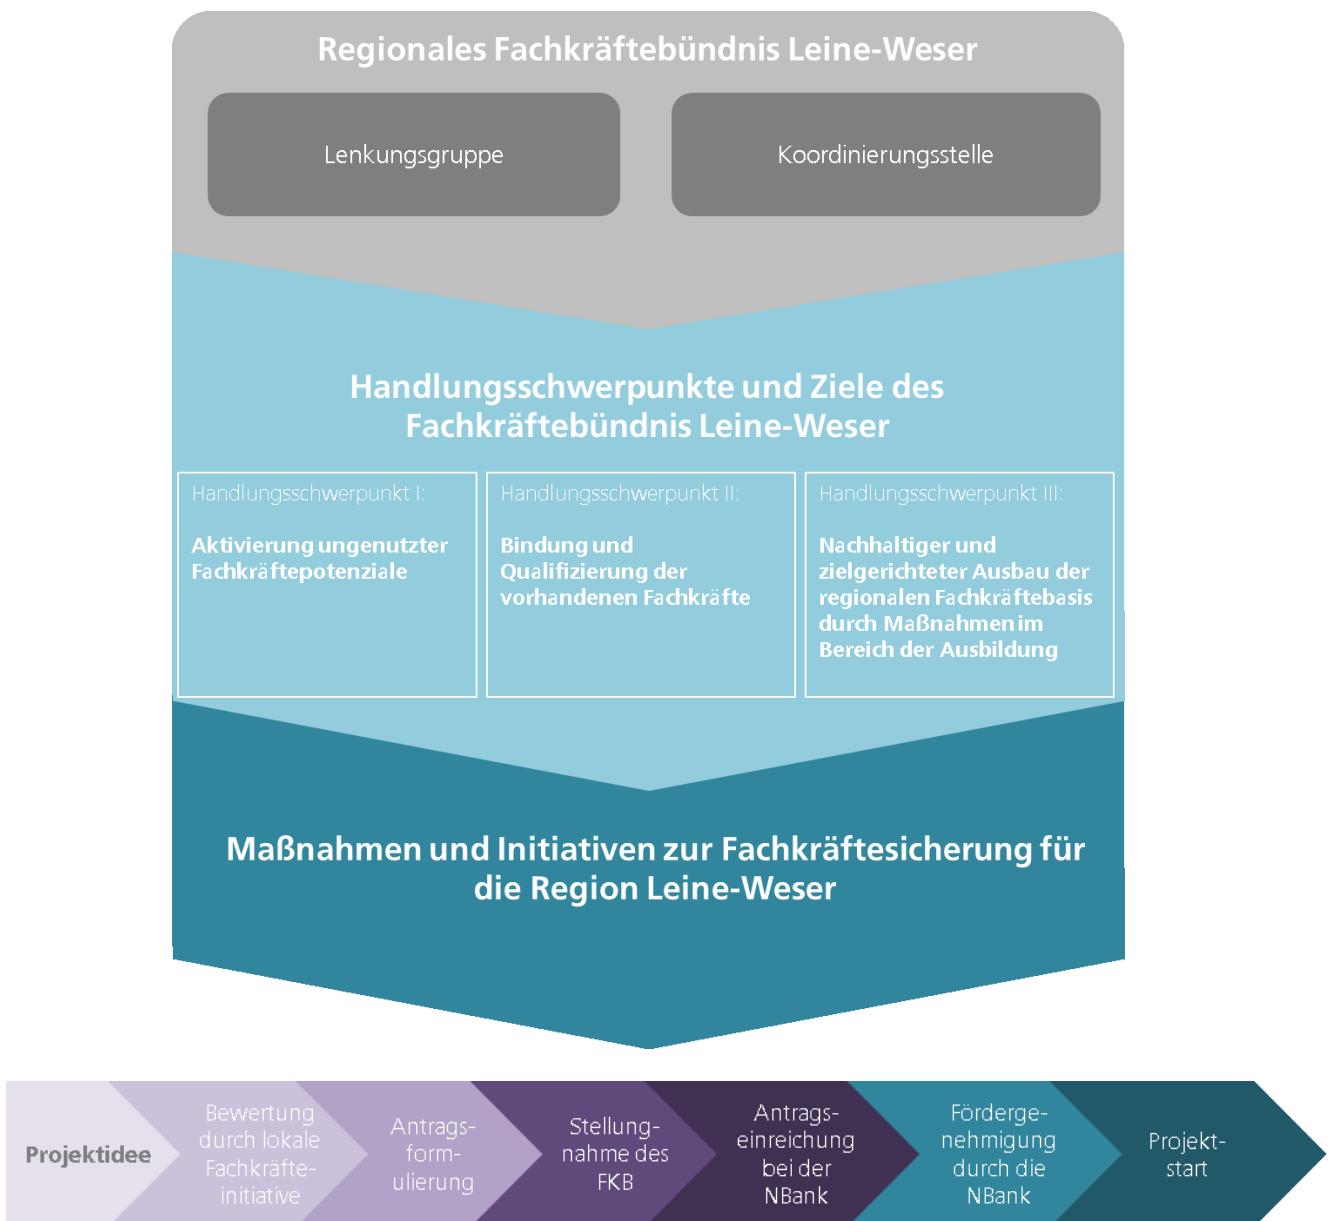 Regionales Fachkräftebündnis Leine-Weser
Lenkungsgruppe
Koordinierungsstelle
Handlungsschwerpunkte und Ziele des
Fachkräftebündnis Leine-Weser
Handlungsschwerpunkt I:
Aktivierung ungenutzter
Fachkräftepotenziale
Handlungsschwerpunkt II:
Bindung und
Qualifizierung der
vorhandenen Fachkräfte
Handlungsschwerpunkt III:
Nachhaltiger und
zielgerichteter Ausbau der
regionalen Fachkräftebasis
durch Maßnahmen im
Bereich der Ausbildung
Maßnahmen und Initiativen zur Fachkräftesicherung für
die Region Leine-Weser
Projektidee
Bewertung
durch lokale
Fachkräfte-
initiative
Antrags-
form-
ulierung
Stellung-
nahme des
FKB
Antrags-
einreichung
bei der
NBank
Förderge-
nehmigung
durch die
NBank
Projekt-
start